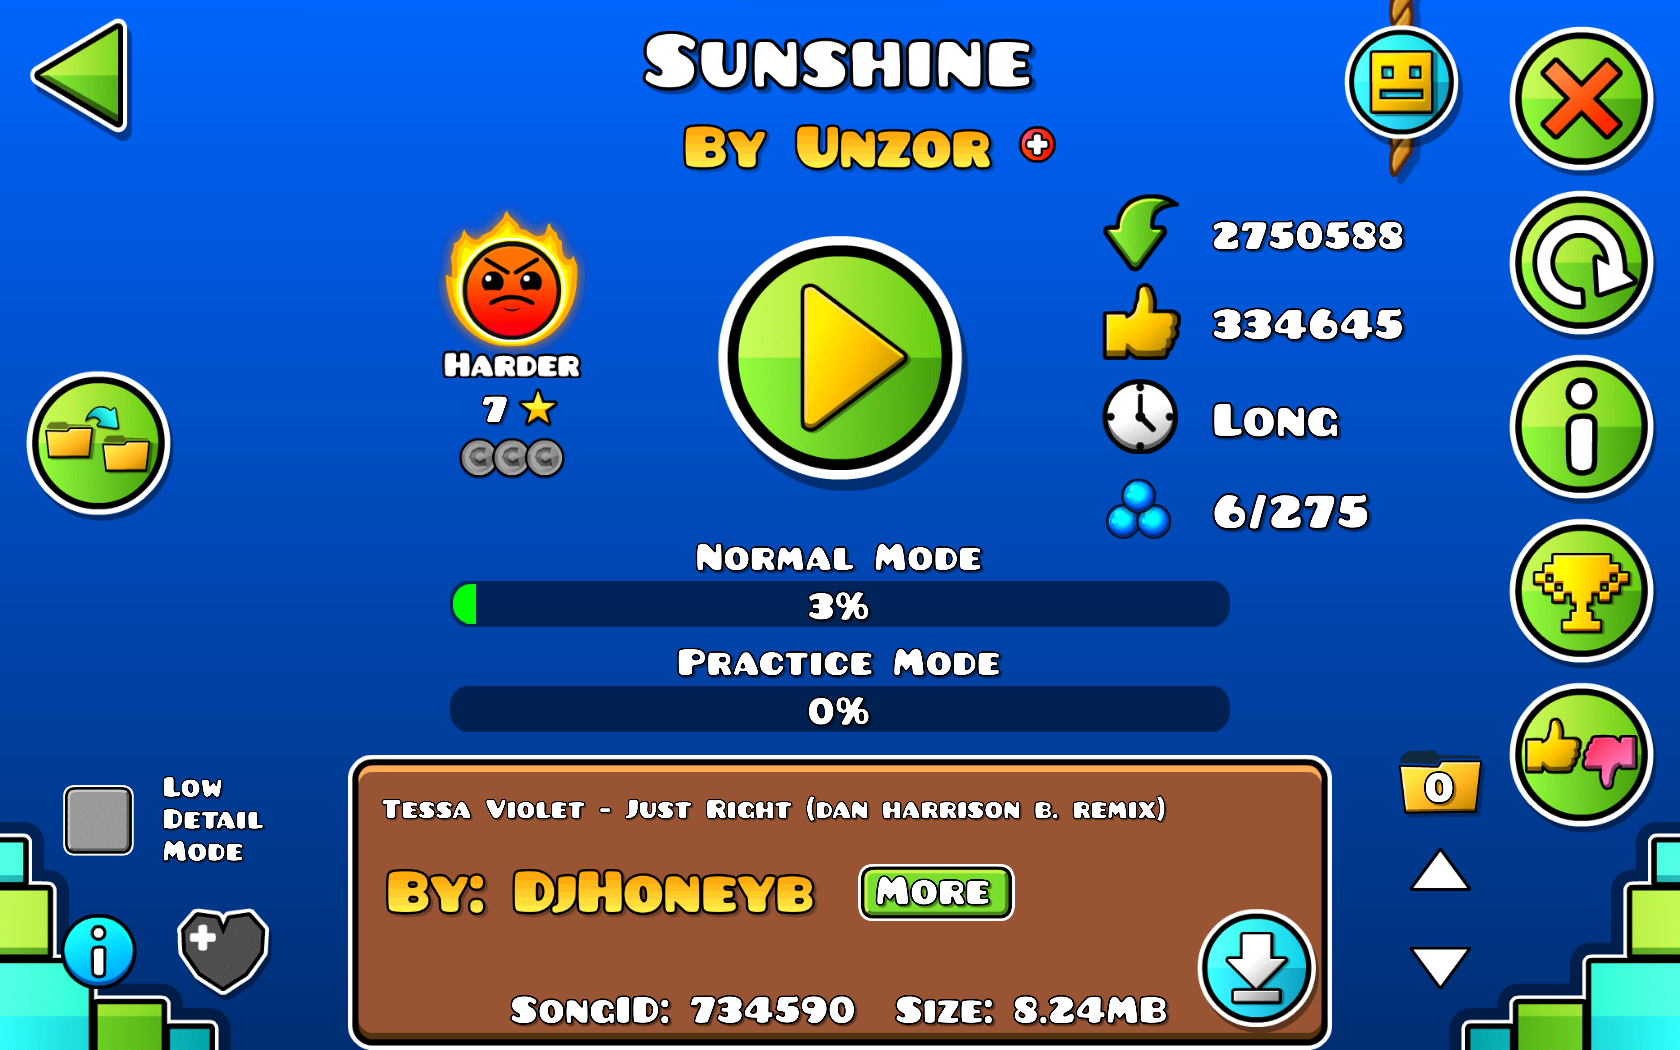 Sunshine
By Unzor
2750588
334645
Harder
7
Long
6/275
Normal Mode
3%
Practice Mode
0%
Low
Detail
Mode
Tessa Violet - Just Right (Dan Harrison B. Remix)
By: DjHoneyB
More
0
SongID: 734590 Size: 8.24MB